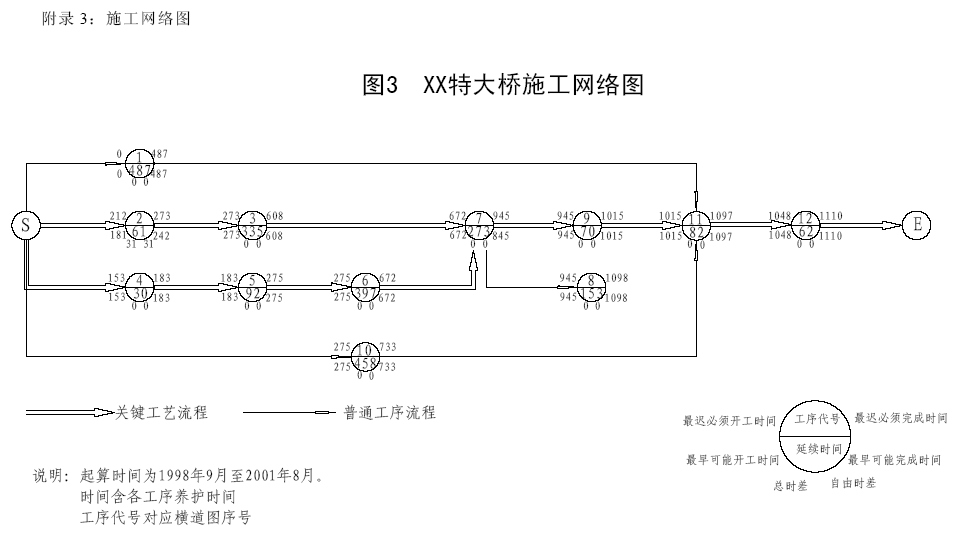 附录 3：施工网络图
图3 XX特大桥施工网络图
0 1 487
0 487 487
0 0
S
212 2 273
181 61 242
31 31
273 3 608
273 335 608
0 0
672 7 945
672 273 845
0 0
945 9 1015
945 70 1015
0 0
1015 11 1097
1015 82 1097
0 0
1048 12 1110
1048 62 1110
0 0
E
153 4 183
153 30 183
0 0
183 5 275
183 92 275
0 0
275 6 672
275 397 672
0 0
945 8 1098
945 153 1098
0 0
275 10 733
275 458 733
0 0
关键工艺流程
普通工序流程
最迟必须开工时间 工序代号 最迟必须完成时间
延续时间
最早可能开工时间 最早可能完成时间
总时差 自由时差
说明：起算时间为1998年9月至2001年8月。
时间含各工序养护时间
工序代号对应横道图序号